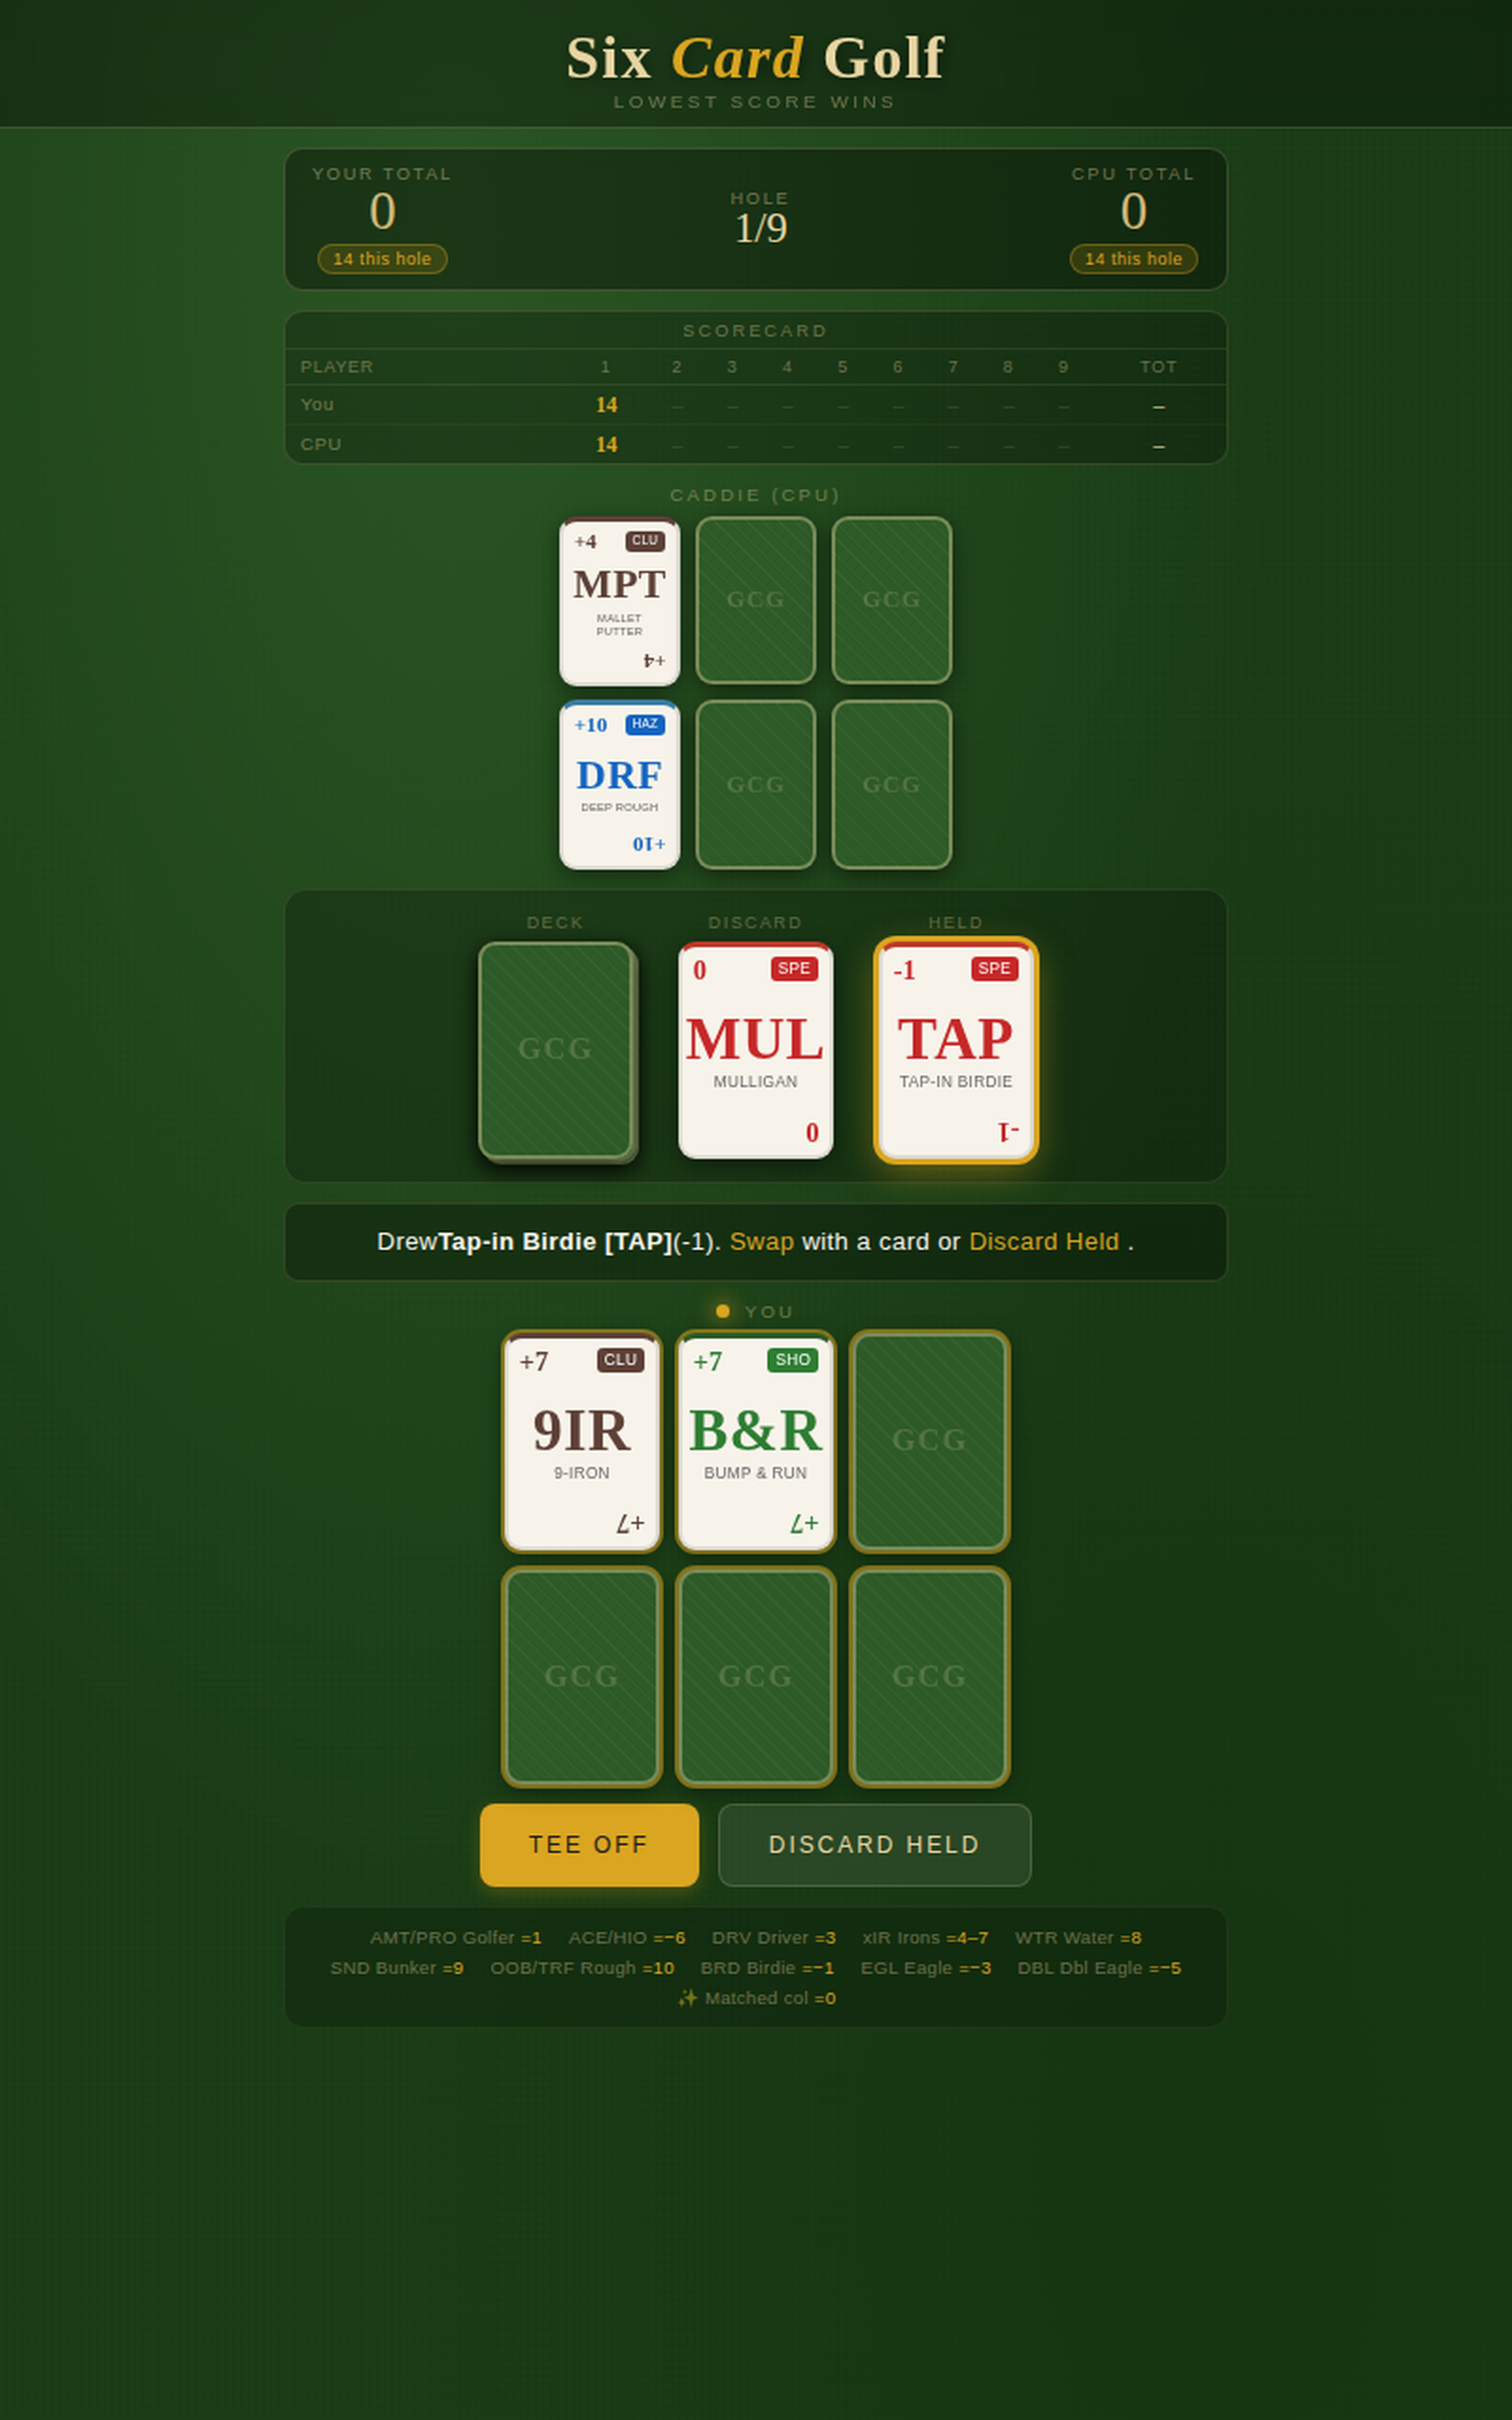 Six Card Golf
LOWEST SCORE WINS
YOUR TOTAL
0
14 this hole
HOLE
1/9
CPU TOTAL
0
14 this hole
SCORECARD
PLAYER 1 2 3 4 5 6 7 8 9 TOT
You 14 – – – – – – – – –
CPU 14 – – – – – – – – –
CADDIE (CPU)
+4 CLU
MPT
MALLET
PUTTER
+4
GCG
GCG
+10 HAZ
DRF
DEEP ROUGH
+10
GCG
GCG
DECK
GCG
DISCARD
0 SPE
MUL
MULLIGAN
0
HELD
-1 SPE
TAP
TAP-IN BIRDIE
-1
DrewTap-in Birdie [TAP](-1). Swap with a card or Discard Held .
YOU
+7 CLU
9IR
9-IRON
+7
+7 SHO
B&R
BUMP & RUN
+7
GCG
GCG
GCG
GCG
TEE OFF
DISCARD HELD
AMT/PRO Golfer =1 ACE/HIO =−6 DRV Driver =3 xIR Irons =4–7 WTR Water =8
SND Bunker =9 OOB/TRF Rough =10 BRD Birdie =−1 EGL Eagle =−3 DBL Dbl Eagle =−5
✨ Matched col =0